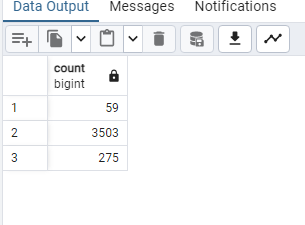 Data Output Messages Notifications
count
bigint
1 59
2 3503
3 275